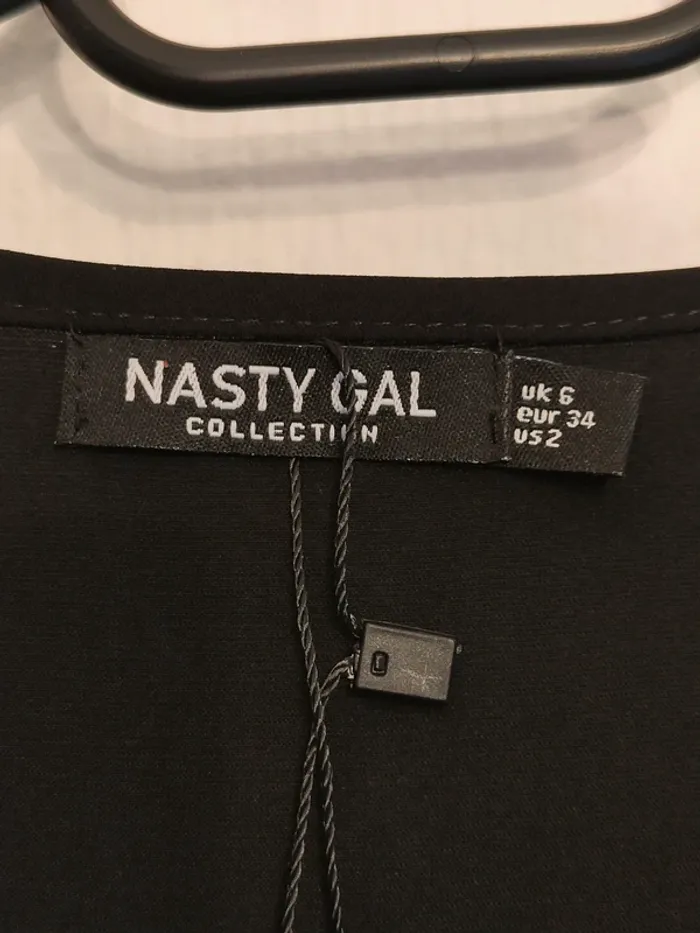 NASTY GAL
COLLECTION
uk 6
eur 34
us 2